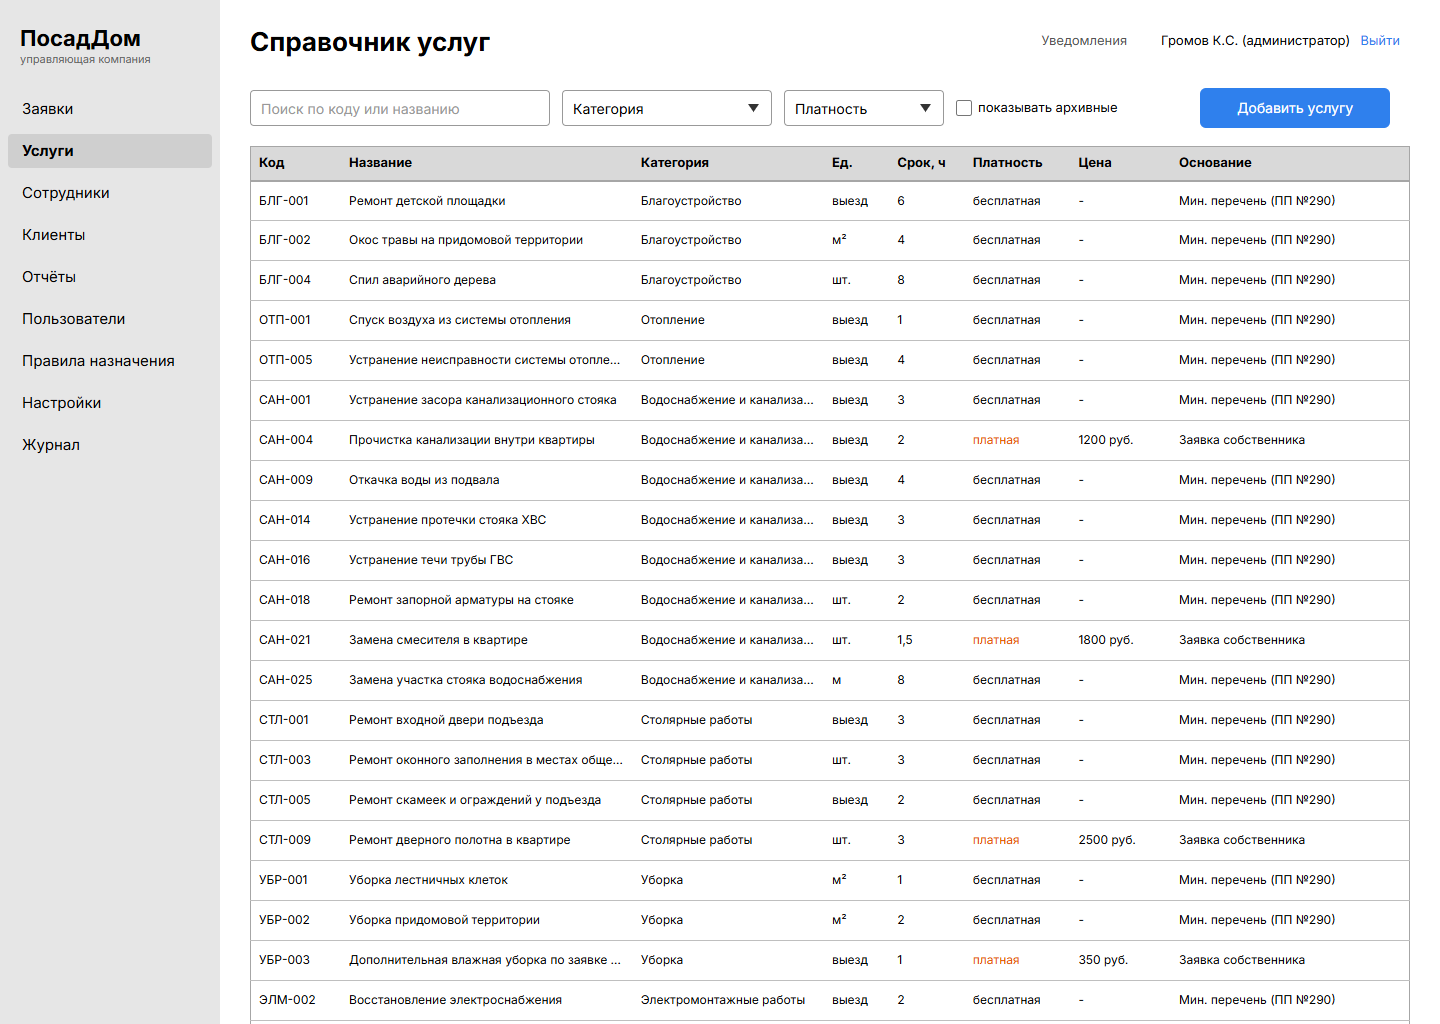 ПосадДом
управляющая компания
Заявки
Услуги
Сотрудники
Клиенты
Отчёты
Пользователи
Правила назначения
Настройки
Журнал
Справочник услуг
Уведомления Громов К.С. (администратор) Выйти
Поиск по коду или названию Категория Платность показывать архивные Добавить услугу
Код Название Категория Ед. Срок, ч Платность Цена Основание
БЛГ-001 Ремонт детской площадки Благоустройство выезд 6 бесплатная - Мин. перечень (ПП №290)
БЛГ-002 Окос травы на придомовой территории Благоустройство м² 4 бесплатная - Мин. перечень (ПП №290)
БЛГ-004 Спил аварийного дерева Благоустройство шт. 8 бесплатная - Мин. перечень (ПП №290)
ОТП-001 Спуск воздуха из системы отопления Отопление выезд 1 бесплатная - Мин. перечень (ПП №290)
ОТП-005 Устранение неисправности системы отопле... Отопление выезд 4 бесплатная - Мин. перечень (ПП №290)
САН-001 Устранение засора канализационного стояка Водоснабжение и канализа... выезд 3 бесплатная - Мин. перечень (ПП №290)
САН-004 Прочистка канализации внутри квартиры Водоснабжение и канализа... выезд 2 платная 1200 руб. Заявка собственника
САН-009 Откачка воды из подвала Водоснабжение и канализа... выезд 4 бесплатная - Мин. перечень (ПП №290)
САН-014 Устранение протечки стояка ХВС Водоснабжение и канализа... выезд 3 бесплатная - Мин. перечень (ПП №290)
САН-016 Устранение течи трубы ГВС Водоснабжение и канализа... выезд 3 бесплатная - Мин. перечень (ПП №290)
САН-018 Ремонт запорной арматуры на стояке Водоснабжение и канализа... шт. 2 бесплатная - Мин. перечень (ПП №290)
САН-021 Замена смесителя в квартире Водоснабжение и канализа... шт. 1,5 платная 1800 руб. Заявка собственника
САН-025 Замена участка стояка водоснабжения Водоснабжение и канализа... м 8 бесплатная - Мин. перечень (ПП №290)
СТЛ-001 Ремонт входной двери подъезда Столярные работы выезд 3 бесплатная - Мин. перечень (ПП №290)
СТЛ-003 Ремонт оконного заполнения в местах обще... Столярные работы шт. 3 бесплатная - Мин. перечень (ПП №290)
СТЛ-005 Ремонт скамеек и ограждений у подъезда Столярные работы выезд 2 бесплатная - Мин. перечень (ПП №290)
СТЛ-009 Ремонт дверного полотна в квартире Столярные работы шт. 3 платная 2500 руб. Заявка собственника
УБР-001 Уборка лестничных клеток Уборка м² 1 бесплатная - Мин. перечень (ПП №290)
УБР-002 Уборка придомовой территории Уборка м² 2 бесплатная - Мин. перечень (ПП №290)
УБР-003 Дополнительная влажная уборка по заявке ... Уборка выезд 1 платная 350 руб. Заявка собственника
ЭЛМ-002 Восстановление электроснабжения Электромонтажные работы выезд 2 бесплатная - Мин. перечень (ПП №290)